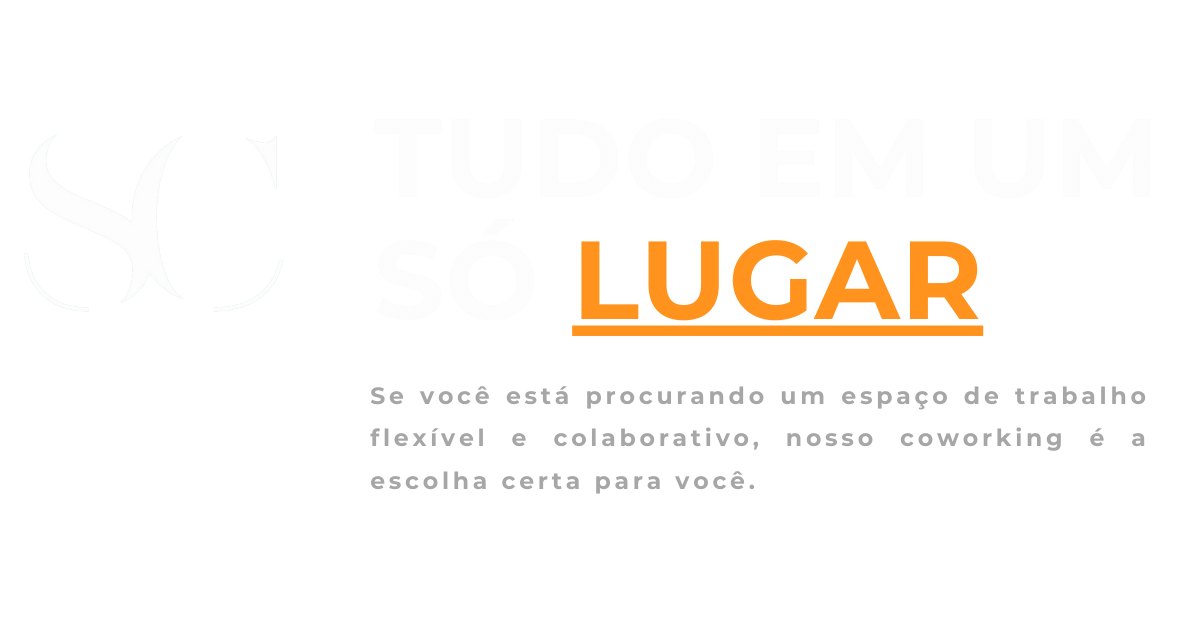 SC
TUDO EM UM
SÓ LUGAR
Se você está procurando um espaço de trabalho
flexível e colaborativo, nosso coworking é a
escolha certa para você.